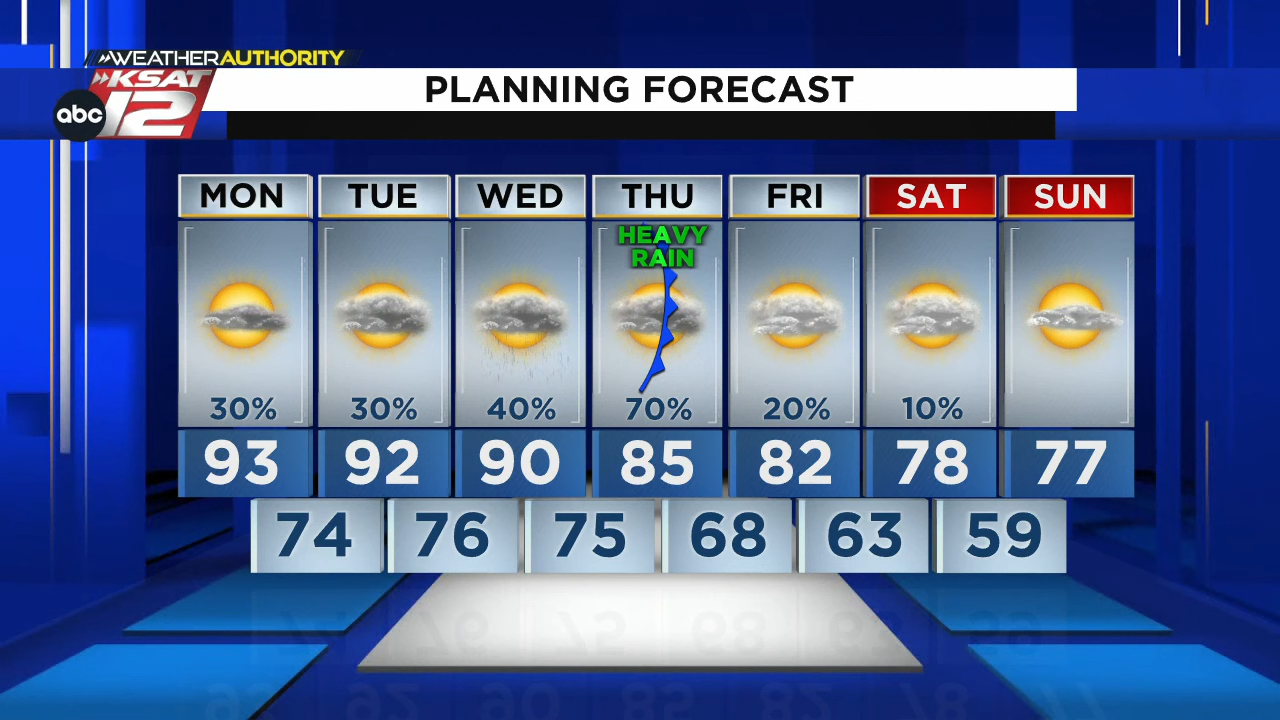 WEATHERAUTHORITY
KSAT
abc
12
PLANNING FORECAST
MON TUE WED THU FRI SAT SUN
HEAVY
RAIN
30% 30% 40% 70% 20% 10%
93 92 90 85 82 78 77
74 76 75 68 63 59